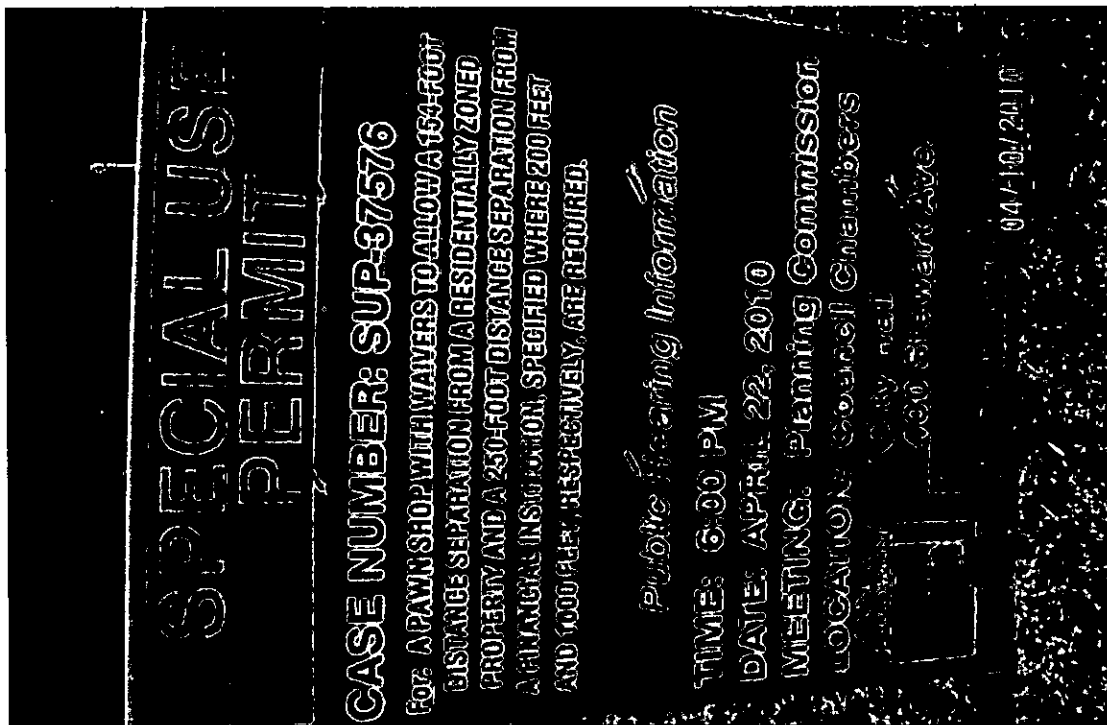 SPECIAL USE
PERMIT
CASE NUMBER: SUP-37576
For: A PAWN SHOP WITH WAIVERS TO ALLOW A 154-FOOT
DISTANCE SEPARATION FROM A RESIDENTIALLY ZONED
PROPERTY AND A 250-FOOT DISTANCE SEPARATION FROM
A FINANCIAL INSTITUTION, SPECIFIED WHERE 200 FEET
AND 1000 FEET, RESPECTIVELY, ARE REQUIRED.
Public Hearing Information
TIME: 6:00 PM
DATE: APRIL 22, 2010
MEETING: Planning Commission
LOCATION: Council Chambers
City Hall
Stewart Ave
04/10/2010